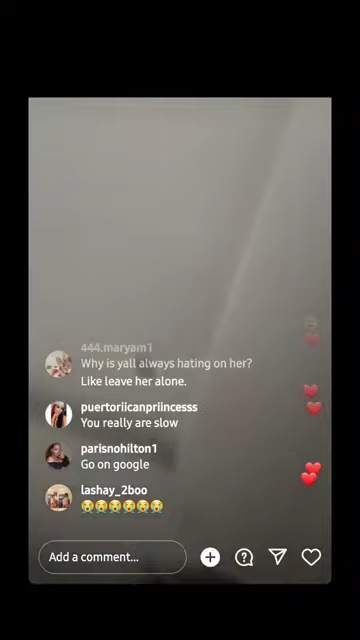 444.maryam1
Why is yall always hating on her?
Like leave her alone.
puertoriicanpriincesss
You really are slow
parisnohilton1
Go on google
lashay_2boo
😭😭😭😭😭😭
Add a comment...